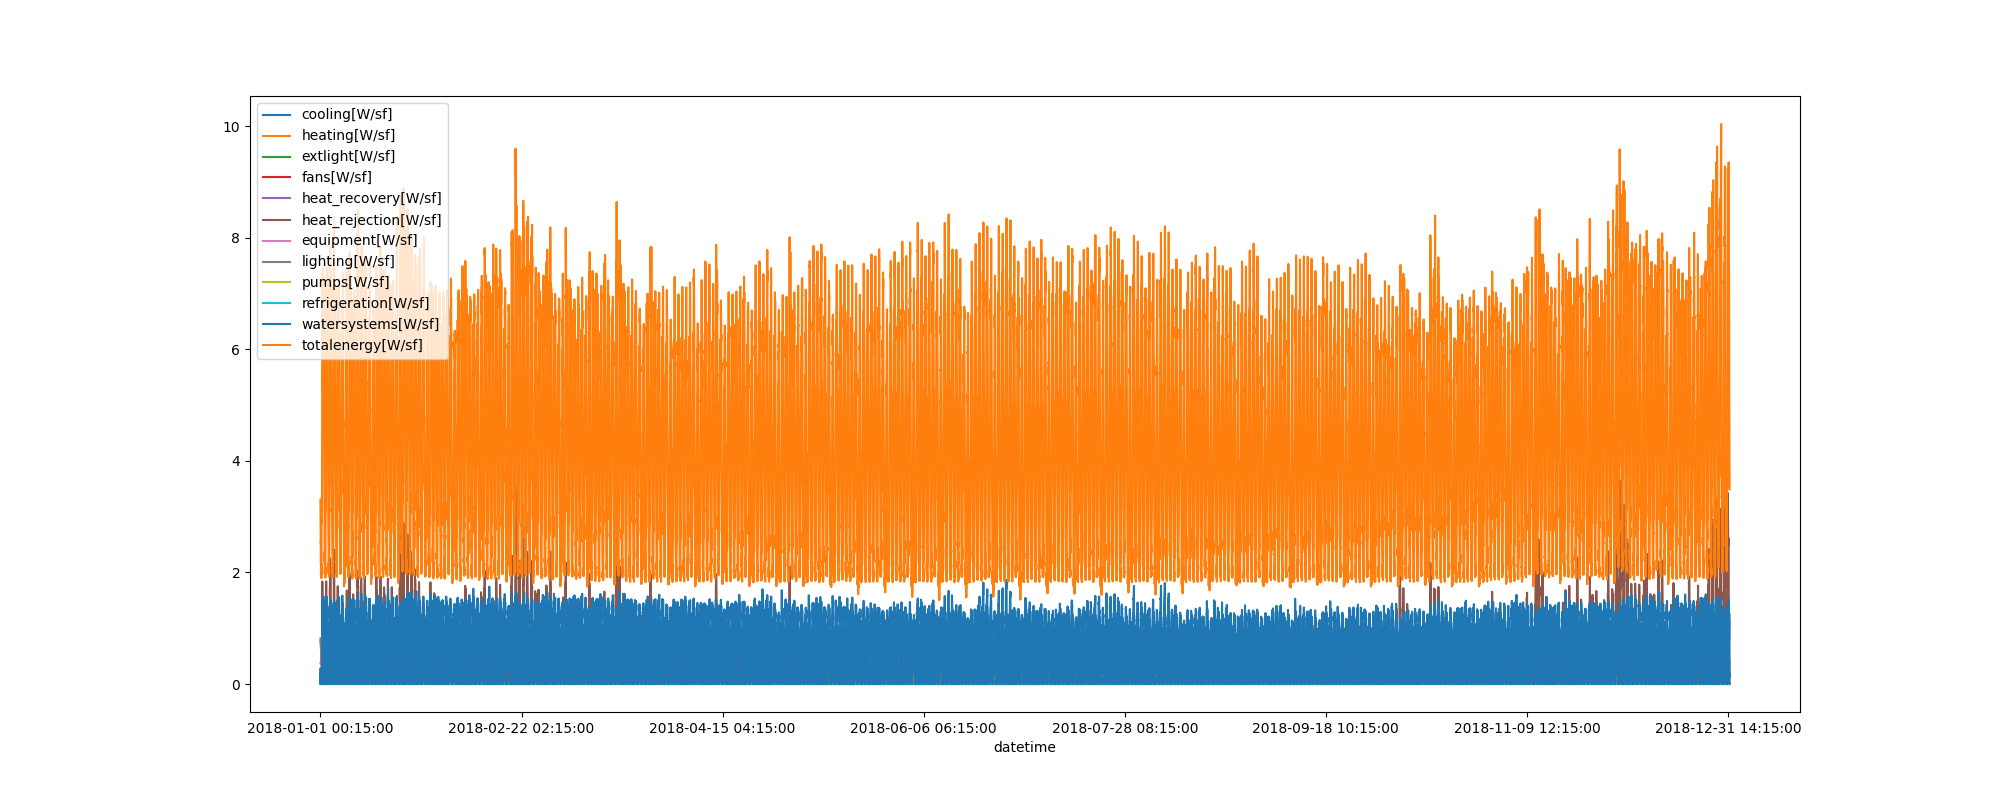 cooling[W/sf]
heating[W/sf]
extlight[W/sf]
fans[W/sf]
heat_recovery[W/sf]
heat_rejection[W/sf]
equipment[W/sf]
lighting[W/sf]
pumps[W/sf]
refrigeration[W/sf]
watersystems[W/sf]
totalenergy[W/sf]
10
8
6
4
2
0
2018-01-01 00:15:00 2018-02-22 02:15:00 2018-04-15 04:15:00 2018-06-06 06:15:00 2018-07-28 08:15:00 2018-09-18 10:15:00 2018-11-09 12:15:00 2018-12-31 14:15:00
datetime